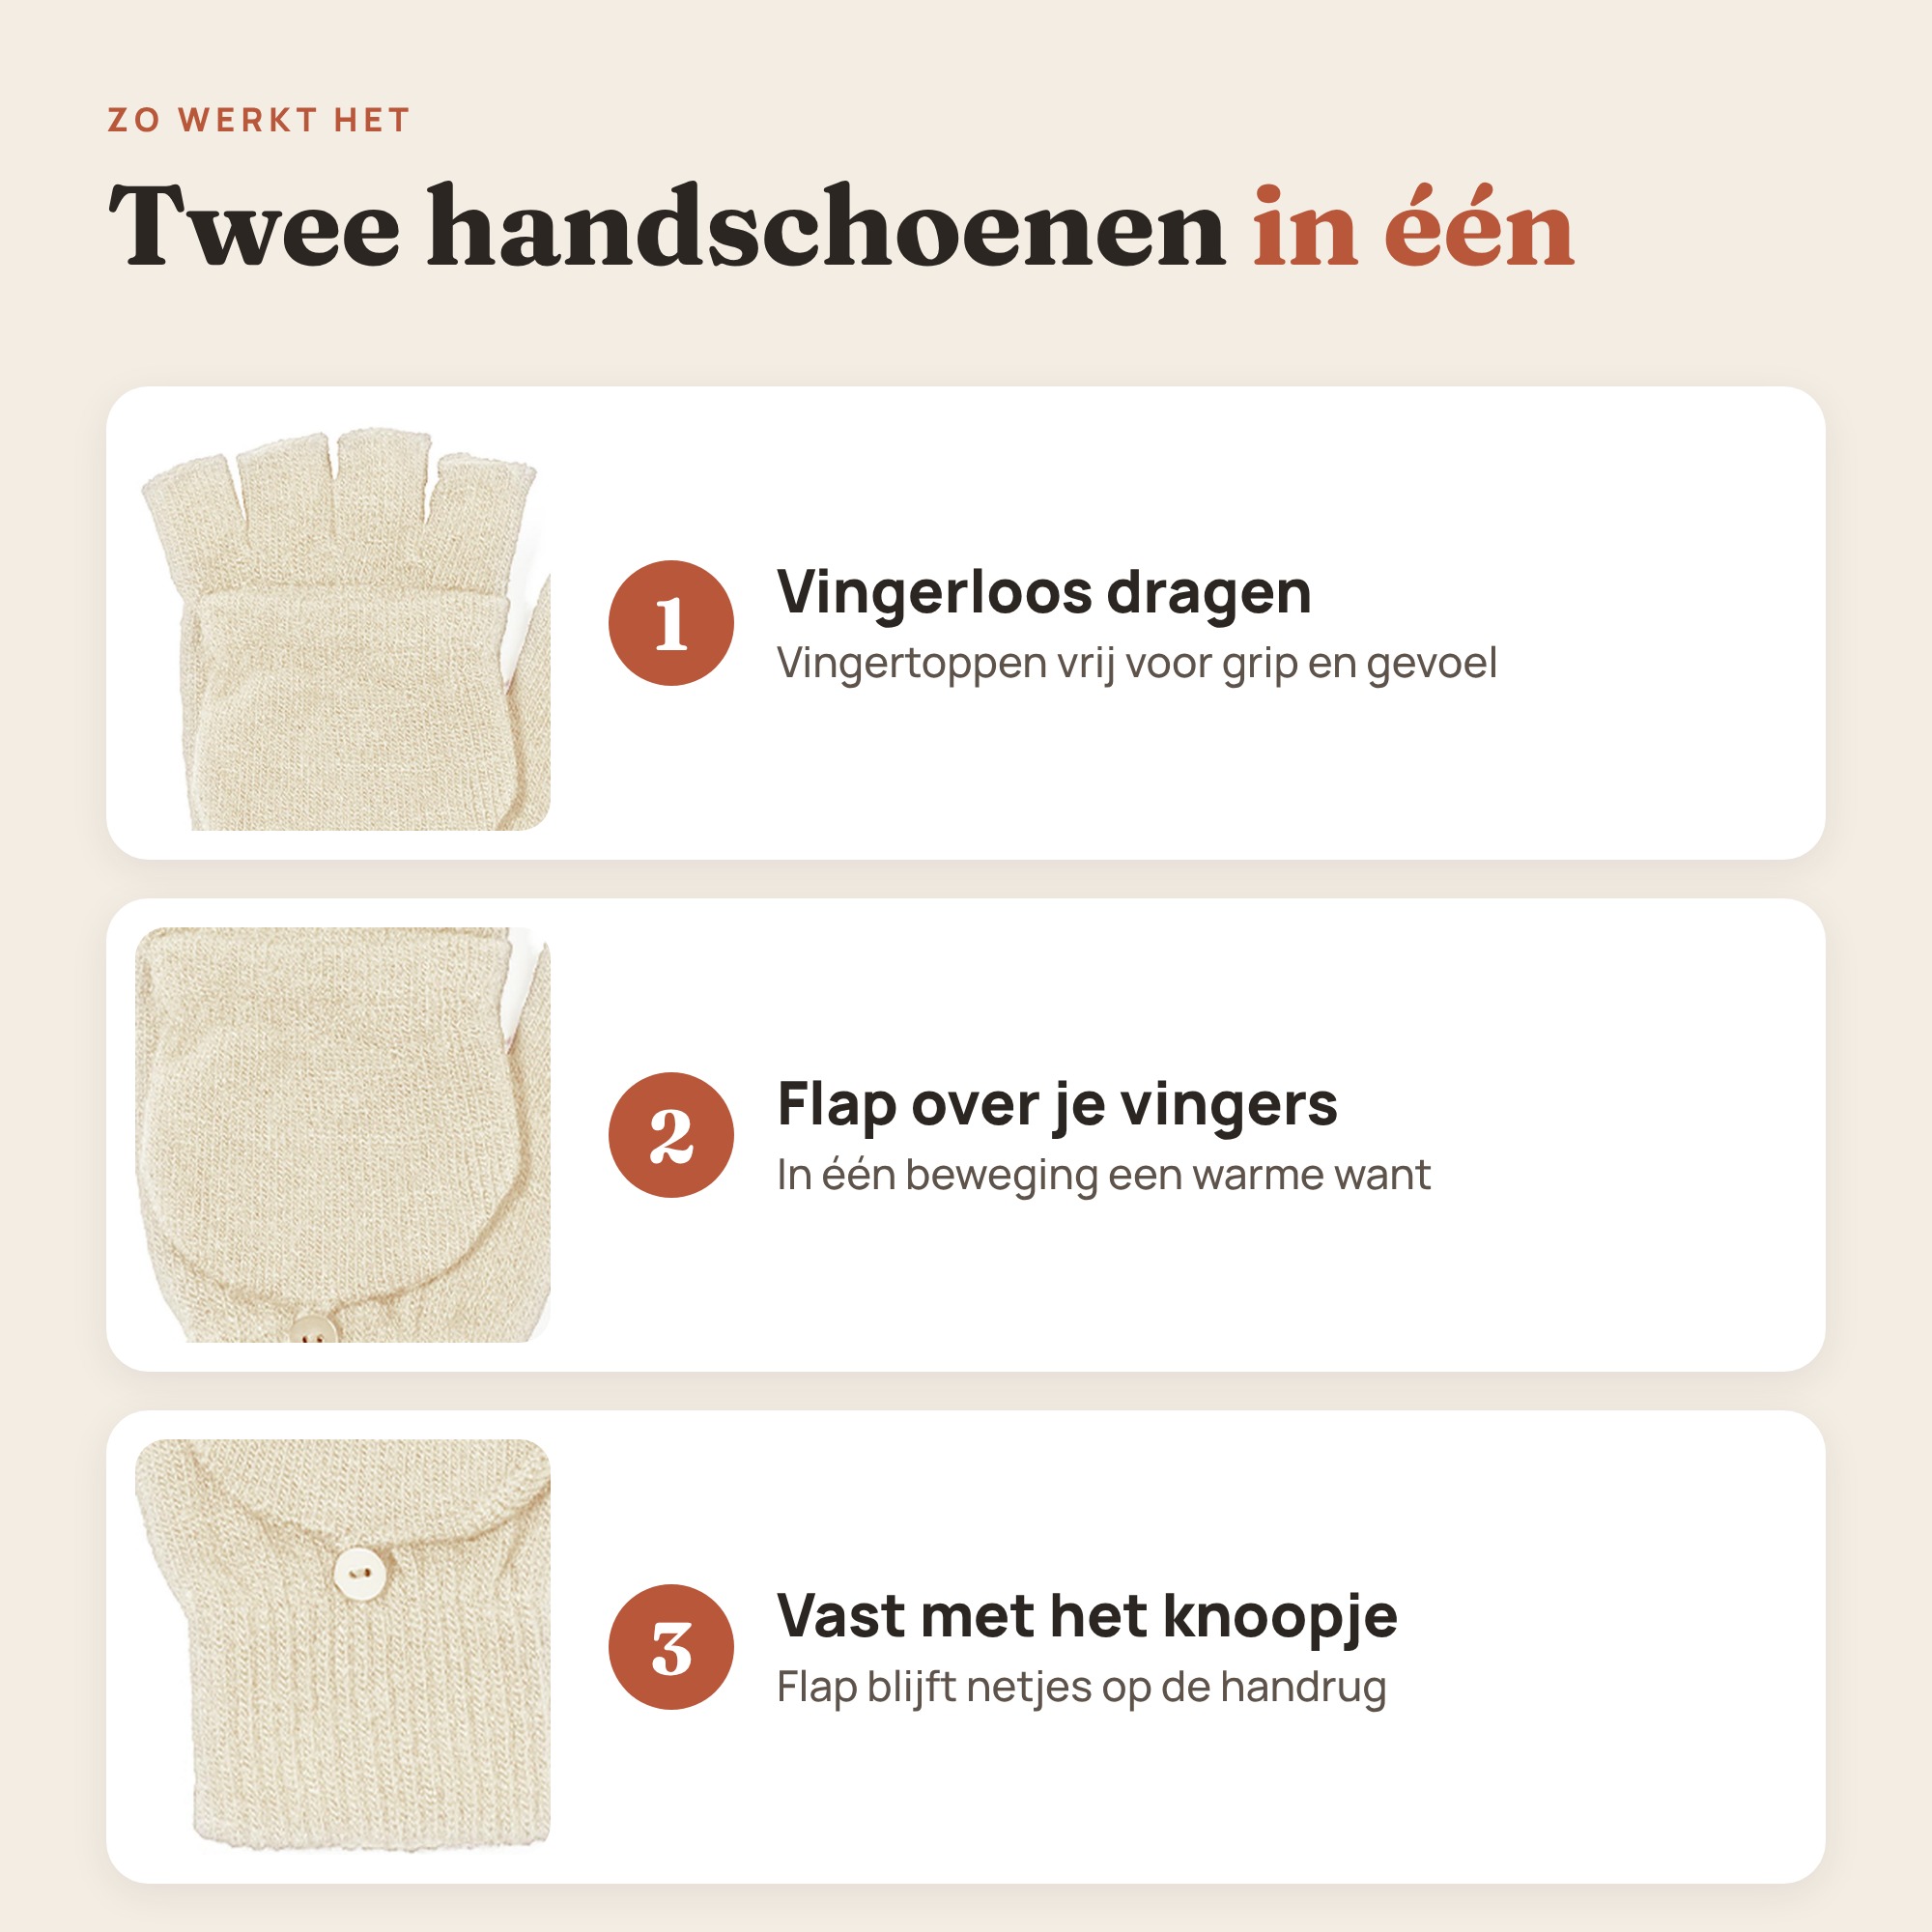 ZO WERKT HET
Twee handschoenen in één
1
Vingerloos dragen
Vingertoppen vrij voor grip en gevoel
2
Flap over je vingers
In één beweging een warme want
3
Vast met het knoopje
Flap blijft netjes op de handrug